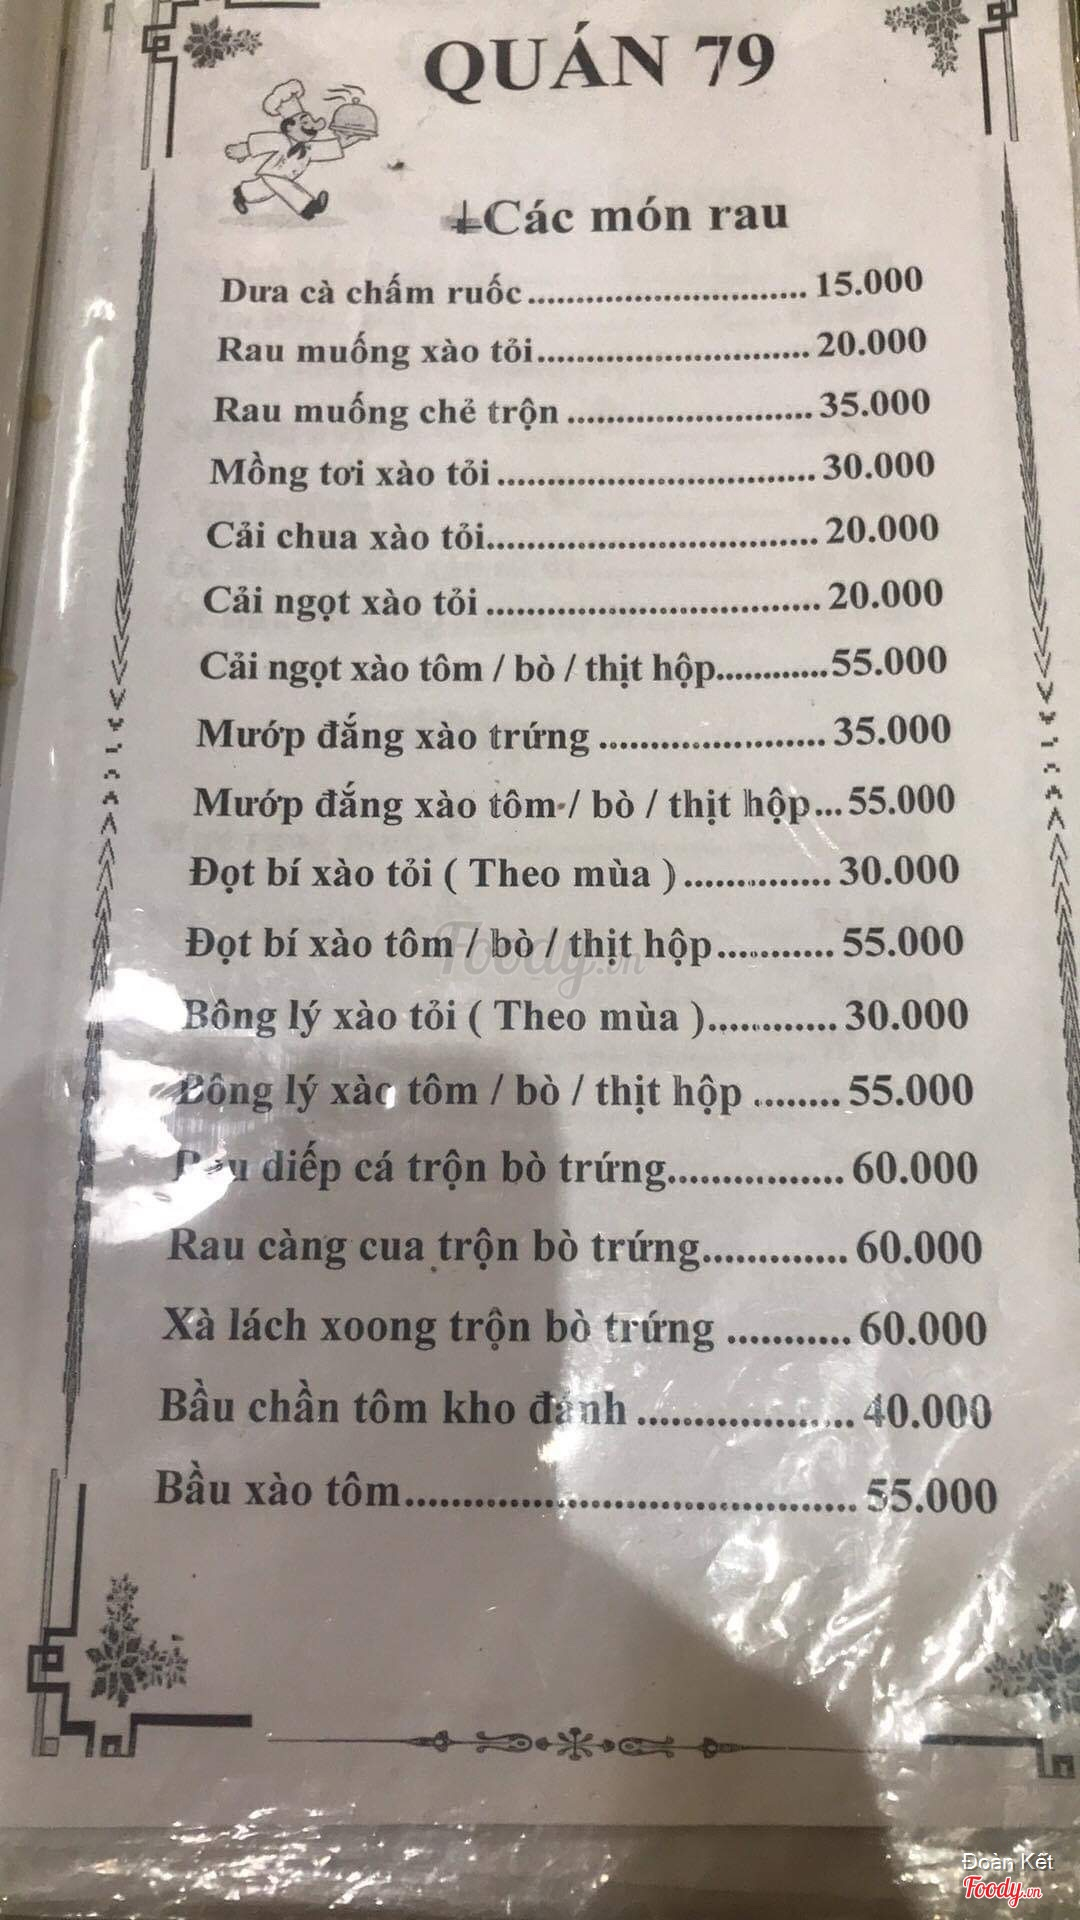 QUÁN 79
+Các món rau
Dưa cà chấm ruốc............................. 15.000
Rau muống xào tỏi............................ 20.000
Rau muống chẻ trộn ......................... 35.000
Mồng tơi xào tỏi ................................ 30.000
Cải chua xào tỏi.................................. 20.000
Cải ngọt xào tỏi .................................. 20.000
Cải ngọt xào tôm / bò / thịt hộp............55.000
Mướp đắng xào trứng ....................... 35.000
Mướp đắng xào tôm / bò / thịt hộp...55.000
Đọt bí xào tỏi ( Theo mùa )............... 30.000
Đọt bí xào tôm / bò / thịt hộp............ 55.000
Bông lý xào tỏi ( Theo mùa )............. 30.000
Bông lý xào tôm / bò / thịt hộp ........ 55.000
Rau diếp cá trộn bò trứng.................. 60.000
Rau càng cua trộn bò trứng.............. 60.000
Xà lách xoong trộn bò trứng ........... 60.000
Bầu chần tôm kho đánh .................... 40.000
Bầu xào tôm........................................ 55.000
Foody.vn
Đoàn Kết
Foody.vn